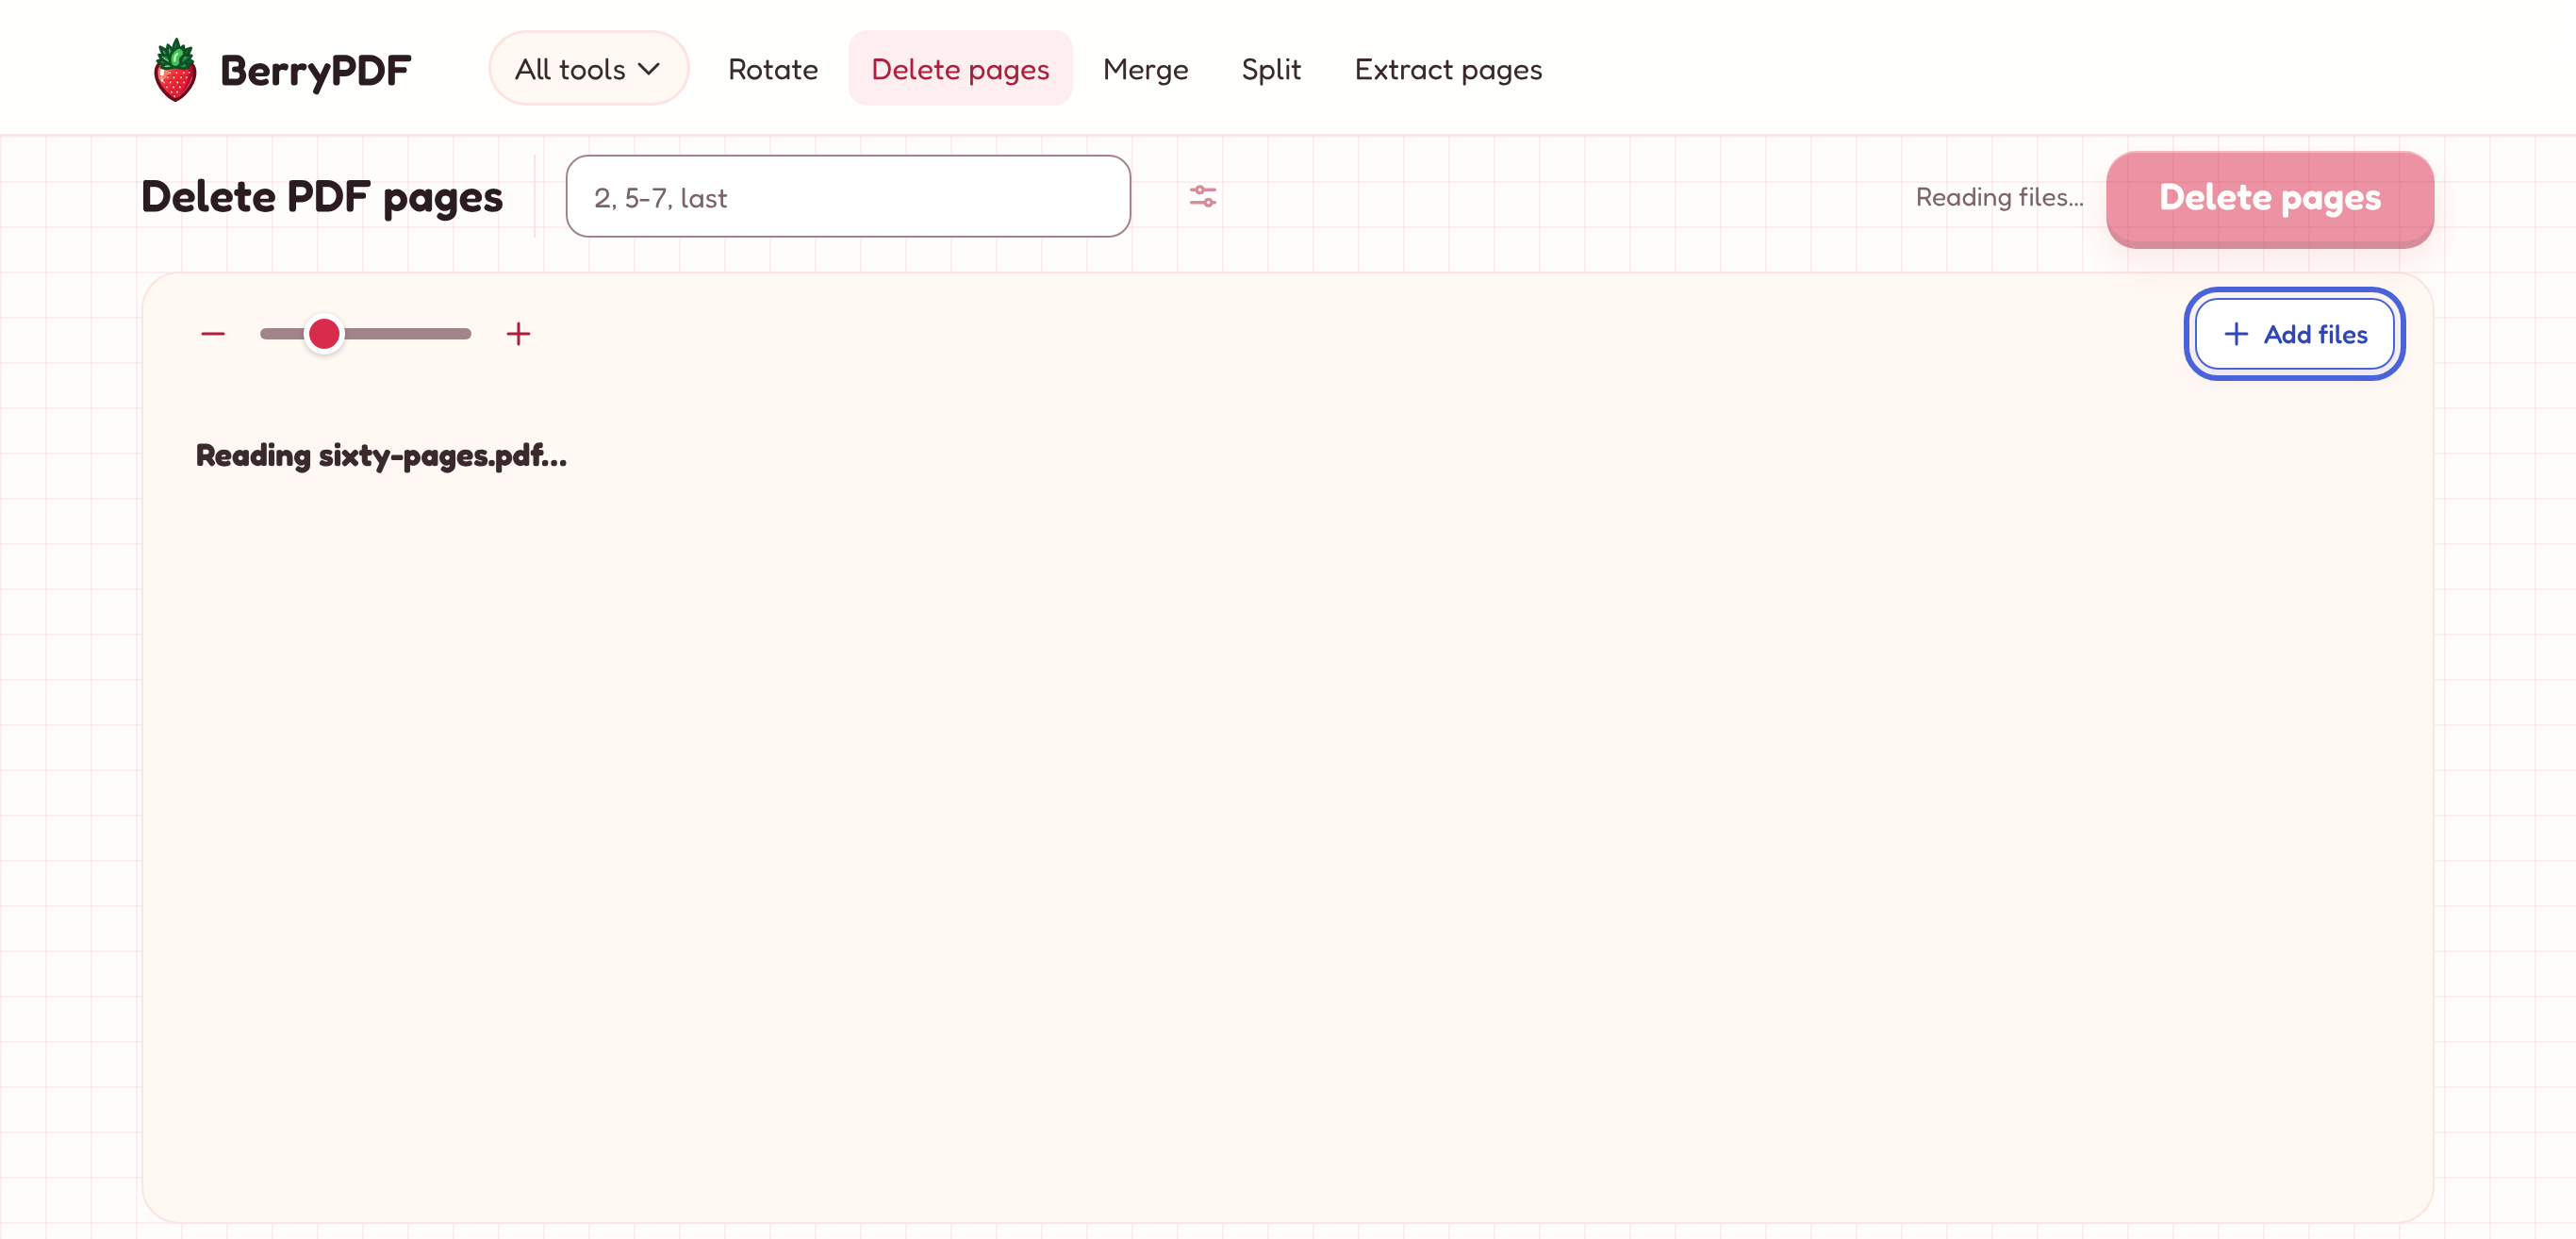 BerryPDF All tools Rotate Delete pages Merge Split Extract pages
Delete PDF pages 2, 5-7, last Reading files... Delete pages
Add files
Reading sixty-pages.pdf...